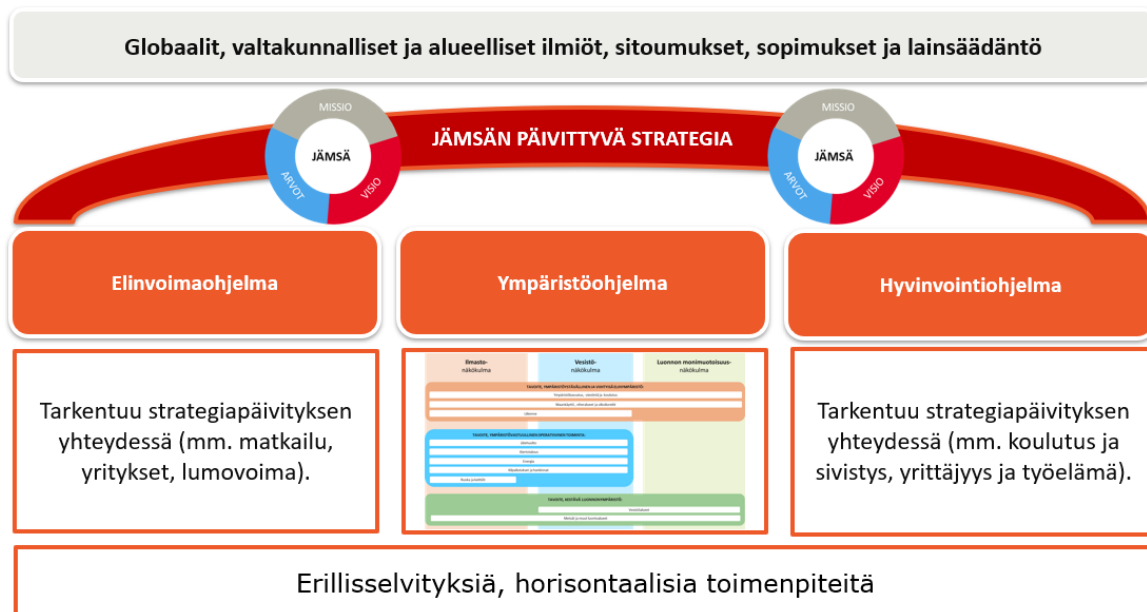 Globaalit, valtakunnalliset ja alueelliset ilmiöt, sitoumukset, sopimukset ja lainsäädäntö
MISSIO
JÄMSÄ
ARVOT
VISIO
JÄMSÄN PÄIVITTYVÄ STRATEGIA
MISSIO
JÄMSÄ
ARVOT
VISIO
Elinvoimaohjelma
Ympäristöohjelma
Hyvinvointiohjelma
Tarkentuu strategiapäivityksen
yhteydessä (mm. matkailu,
yritykset, lumovoima).
Ilmasto-
näkökulma
Vesistö-
näkökulma
Luonnon monimuotoisuus-
näkökulma
Tarkentuu strategiapäivityksen
yhteydessä (mm. koulutus ja
sivistys, yrittäjyys ja työelämä).
Erillisselvityksiä, horisontaalisia toimenpiteitä